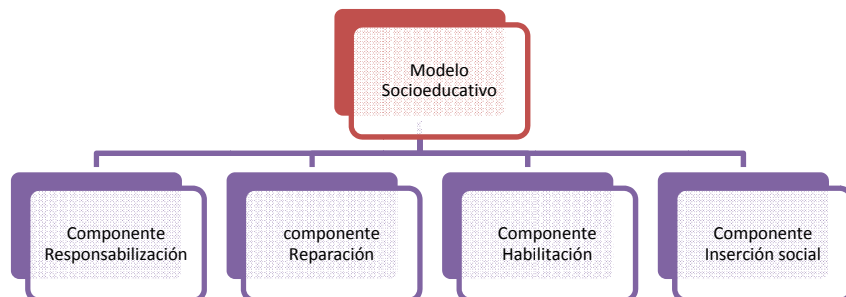 Modelo
Socioeducativo
Componente
Responsabilización
componente
Reparación
Componente
Habilitación
Componente
Inserción social